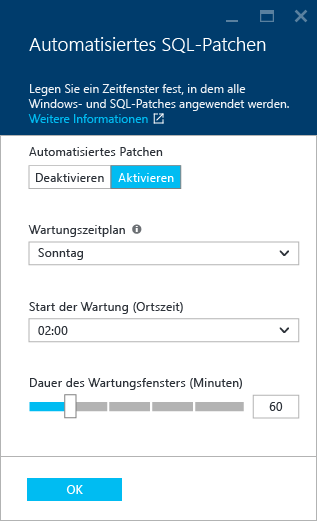 Automatisiertes SQL-Patchen
Legen Sie ein Zeitfenster fest, in dem alle
Windows- und SQL-Patches angewendet werden.
Weitere Informationen
Automatisiertes Patchen
Deaktivieren Aktivieren
Wartungszeitplan
Sonntag
Start der Wartung (Ortszeit)
02:00
Dauer des Wartungsfensters (Minuten)
60
OK